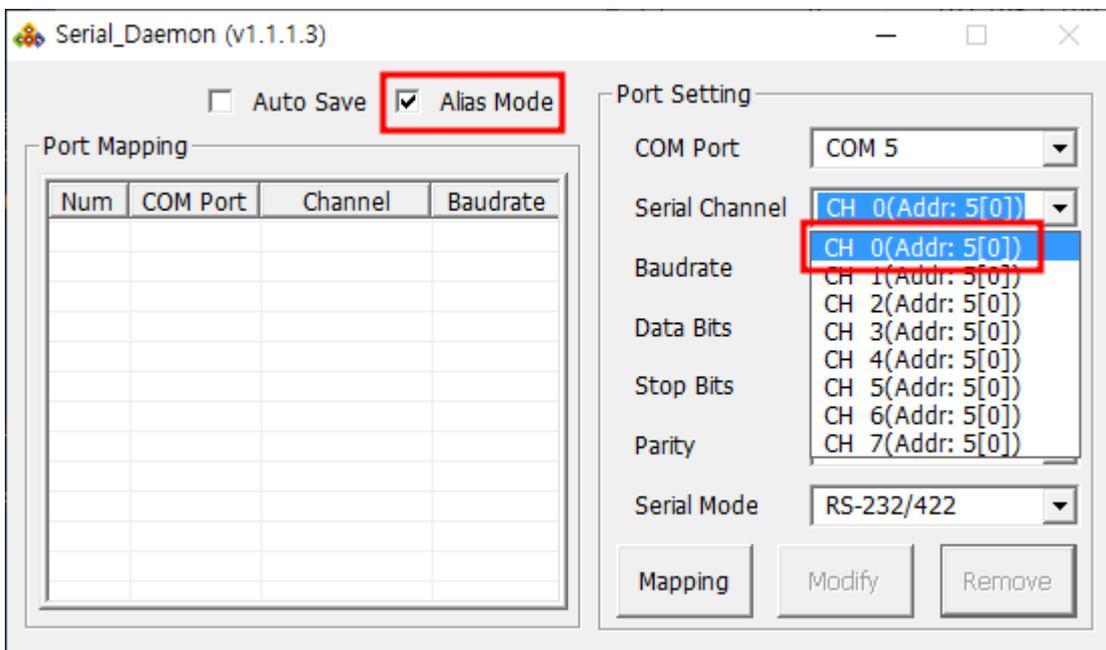 Serial_Daemon (v1.1.1.3)
Auto Save
Alias Mode
Port Mapping
Num COM Port Channel Baudrate
Port Setting
COM Port COM 5
Serial Channel CH 0(Addr: 5[0])
CH 0(Addr: 5[0])
CH 1(Addr: 5[0])
CH 2(Addr: 5[0])
CH 3(Addr: 5[0])
CH 4(Addr: 5[0])
CH 5(Addr: 5[0])
CH 6(Addr: 5[0])
CH 7(Addr: 5[0])
Baudrate
Data Bits
Stop Bits
Parity
Serial Mode RS-232/422
Mapping Modify Remove